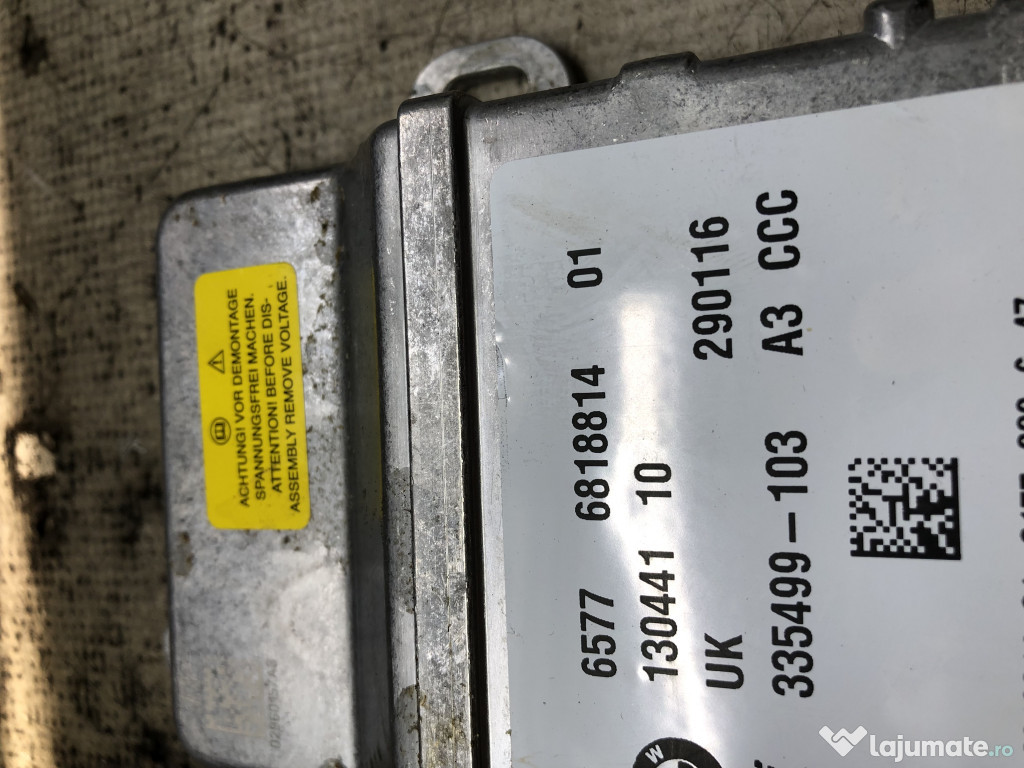 ACHTUNG! VOR DEMONTAGE
SPANNUNGSFREI MACHEN.
ATTENTION! BEFORE DIS-
ASSEMBLY REMOVE VOLTAGE.
6577 6818814 01
130441 10
UK 290116
335499-103 A3 CCC
M
lajumate.ro